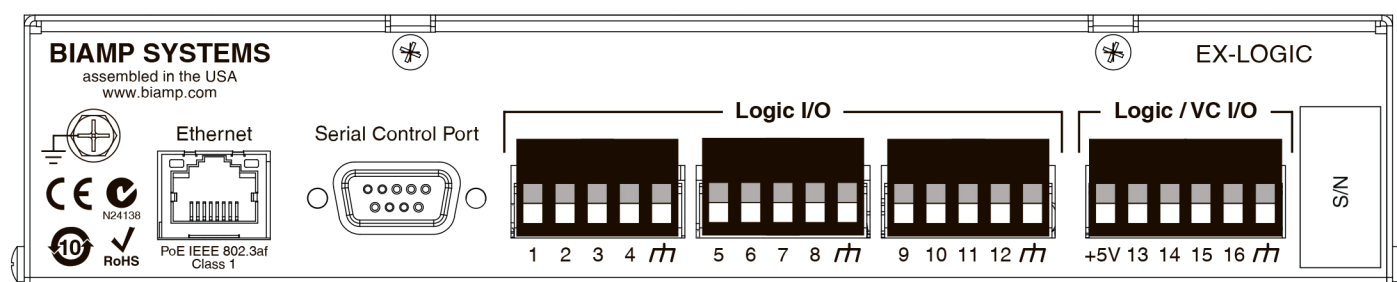 BIAMP SYSTEMS
assembled in the USA
www.biamp.com
EX-LOGIC
Ethernet
Serial Control Port
Logic I/O
Logic / VC I/O
N24138
10
RoHS
PoE IEEE 802.3af
Class 1
1 2 3 4
5 6 7 8
9 10 11 12
+5V 13 14 15 16
S/N
CE